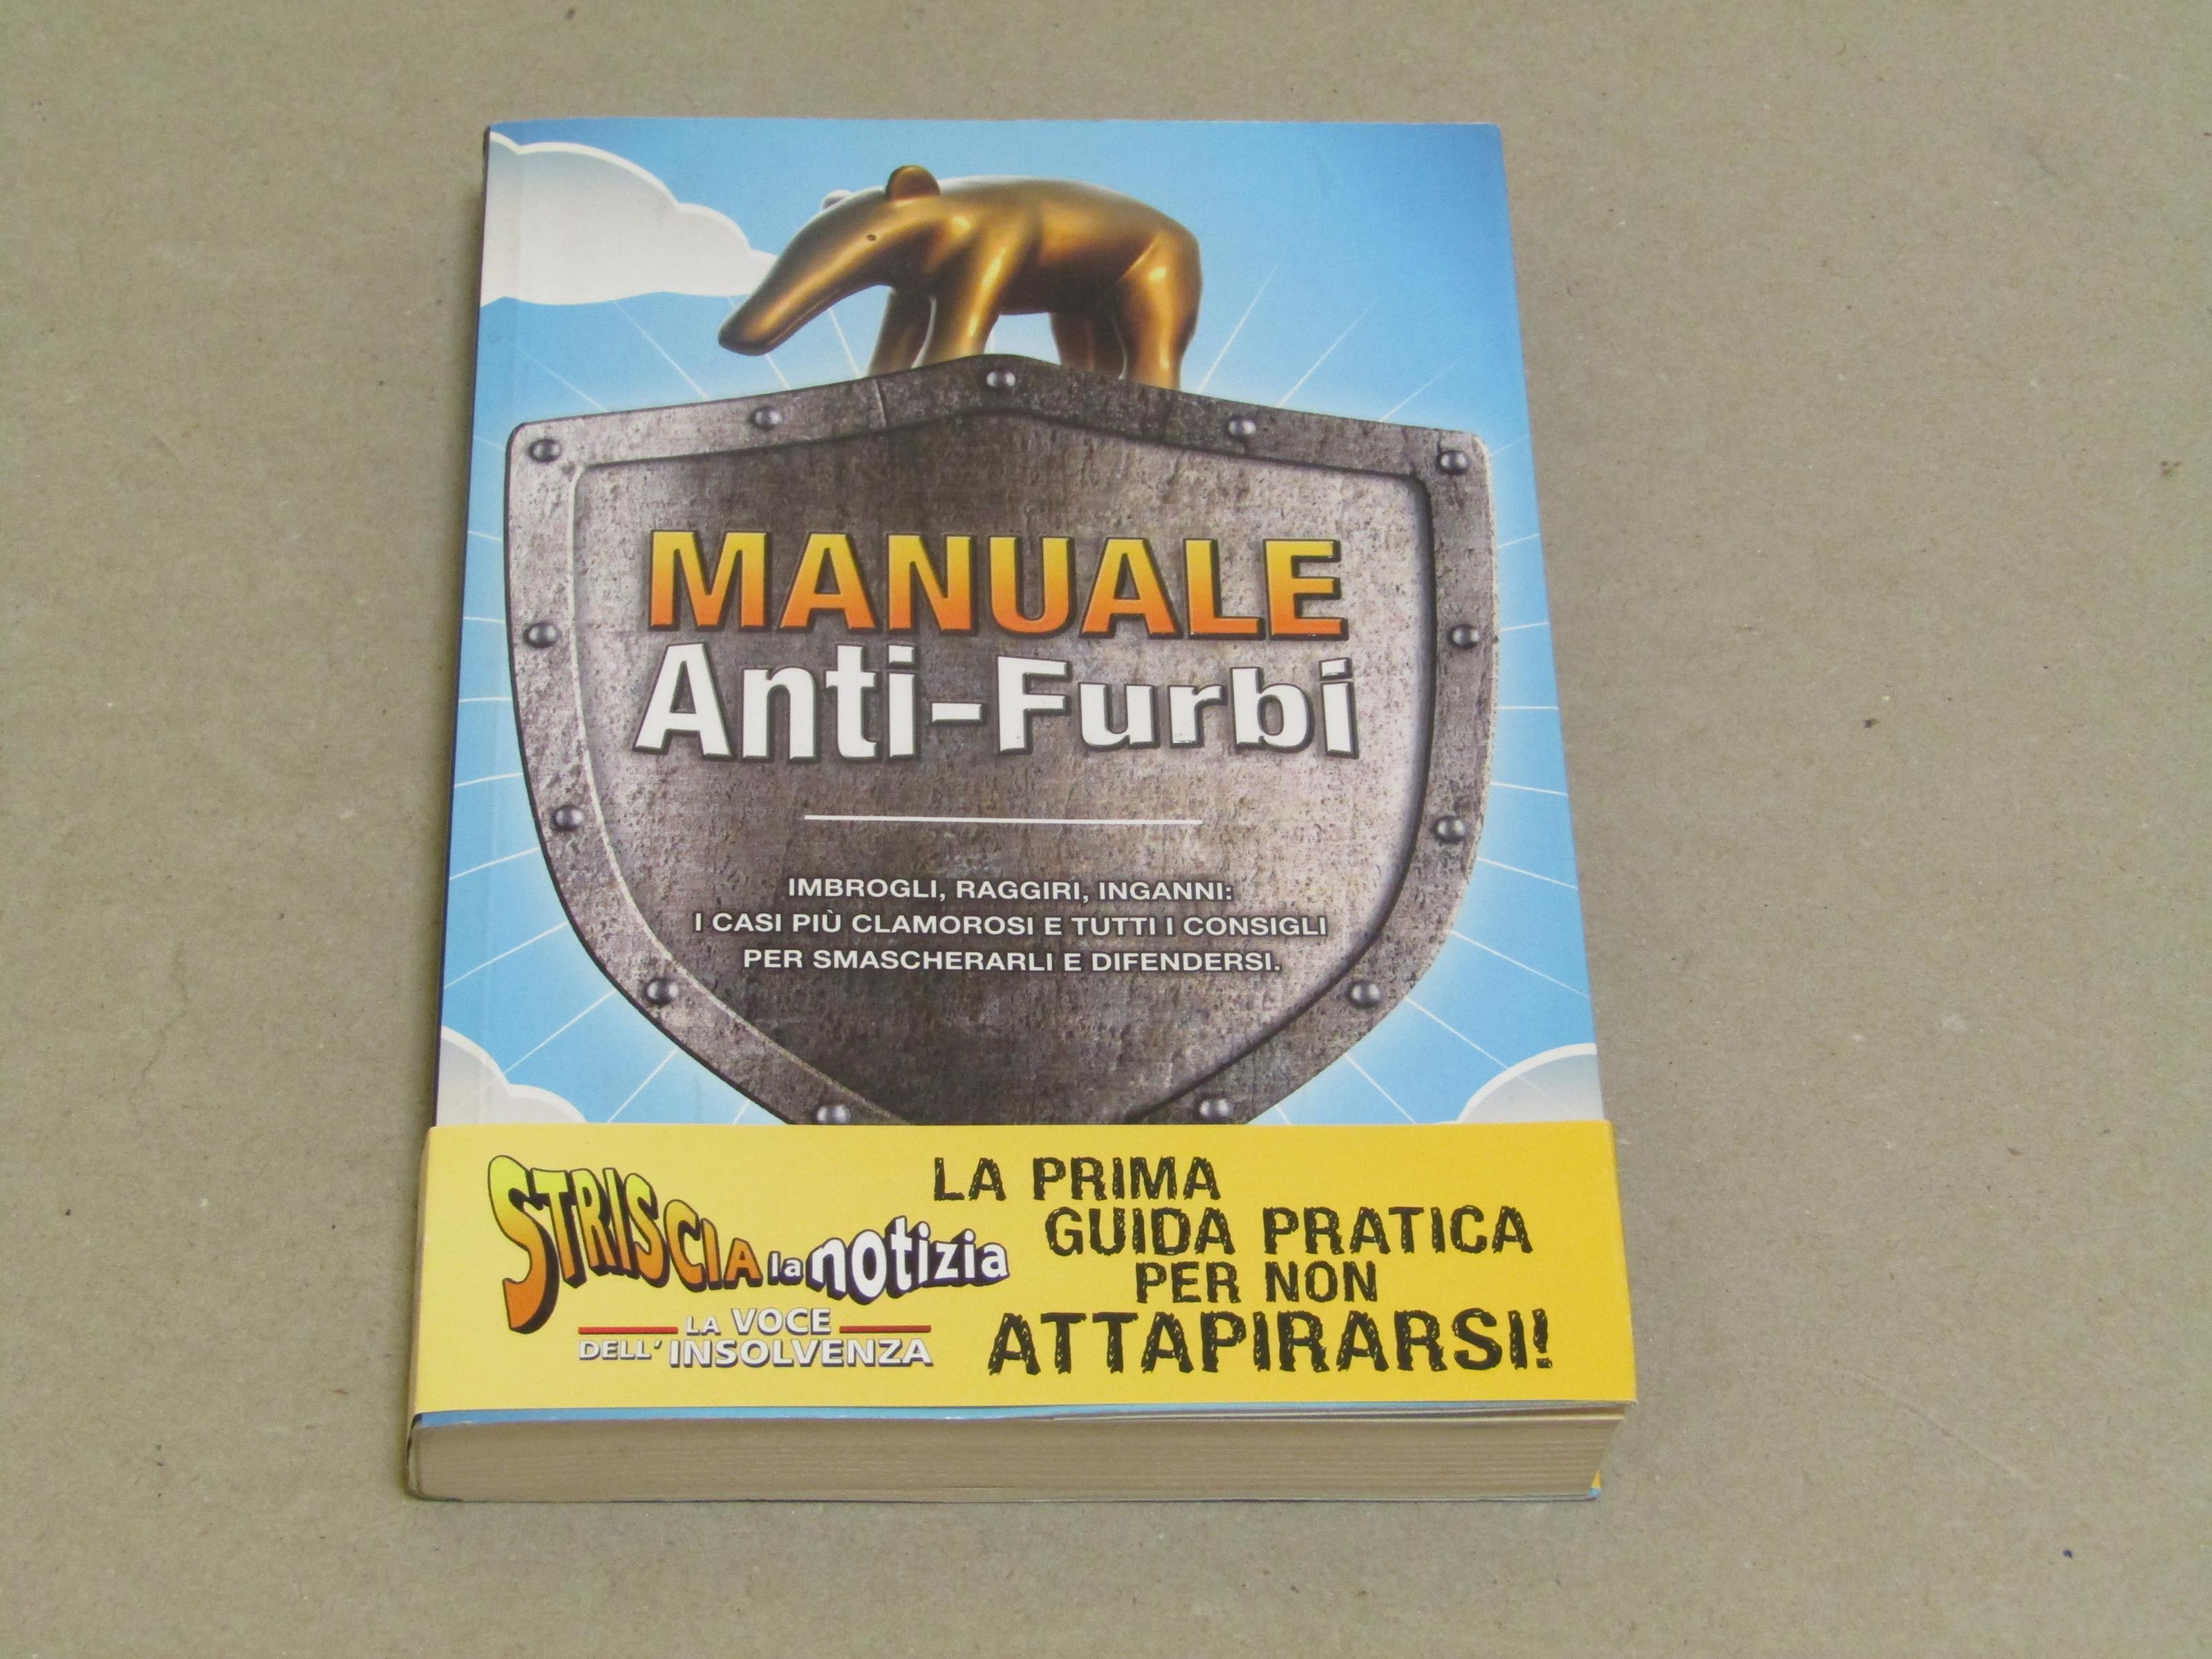 MANUALE
Anti-Furbi
IMBROGLI, RAGGIRI, INGANNI:
I CASI PIÙ CLAMOROSI E TUTTI I CONSIGLI
PER SMASCHERARLI E DIFENDERSI.
STRISCIA la notizia
LA VOCE
DELL'INSOLVENZA
LA PRIMA
GUIDA PRATICA
PER NON
ATTAPIRARSI!